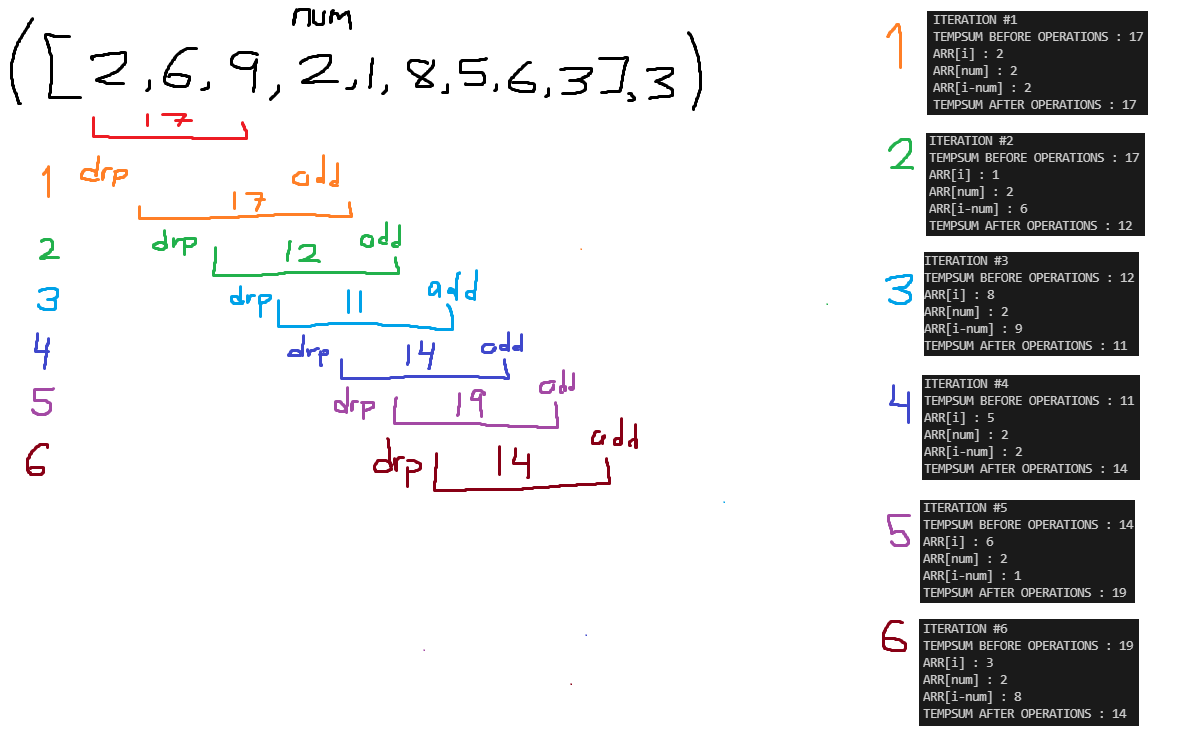 num
([2,6,9,2,1,8,5,6,3],3)
17
1 drp 17 add
2 drp 12 add
3 drp 11 add
4 drp 14 add
5 drp 19 add
6 drp 14 add
1
ITERATION #1
TEMPSUM BEFORE OPERATIONS : 17
ARR[i] : 2
ARR[num] : 2
ARR[i-num] : 2
TEMPSUM AFTER OPERATIONS : 17
2
ITERATION #2
TEMPSUM BEFORE OPERATIONS : 17
ARR[i] : 1
ARR[num] : 2
ARR[i-num] : 6
TEMPSUM AFTER OPERATIONS : 12
3
ITERATION #3
TEMPSUM BEFORE OPERATIONS : 12
ARR[i] : 8
ARR[num] : 2
ARR[i-num] : 9
TEMPSUM AFTER OPERATIONS : 11
4
ITERATION #4
TEMPSUM BEFORE OPERATIONS : 11
ARR[i] : 5
ARR[num] : 2
ARR[i-num] : 2
TEMPSUM AFTER OPERATIONS : 14
5
ITERATION #5
TEMPSUM BEFORE OPERATIONS : 14
ARR[i] : 6
ARR[num] : 2
ARR[i-num] : 1
TEMPSUM AFTER OPERATIONS : 19
6
ITERATION #6
TEMPSUM BEFORE OPERATIONS : 19
ARR[i] : 3
ARR[num] : 2
ARR[i-num] : 8
TEMPSUM AFTER OPERATIONS : 14